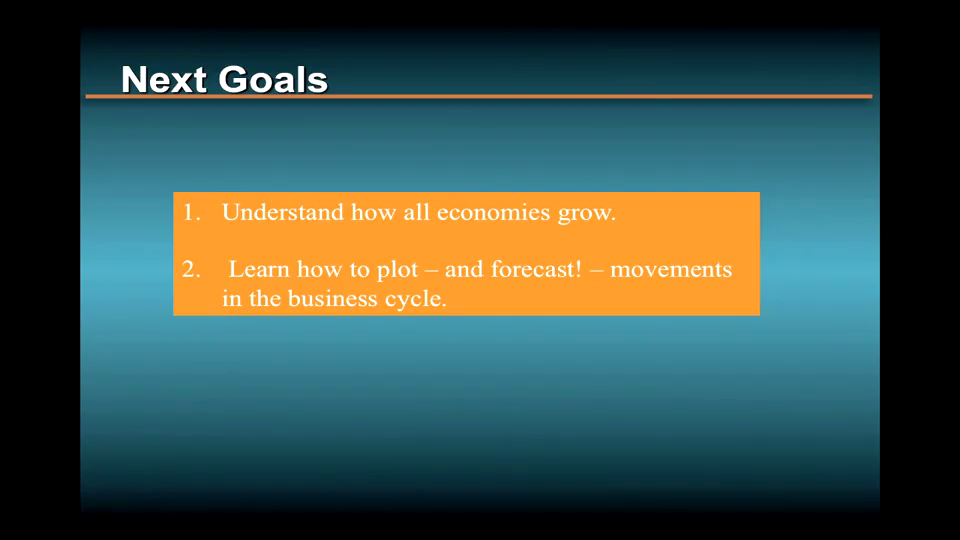 Next Goals
1. Understand how all economies grow.
2. Learn how to plot – and forecast! – movements
in the business cycle.